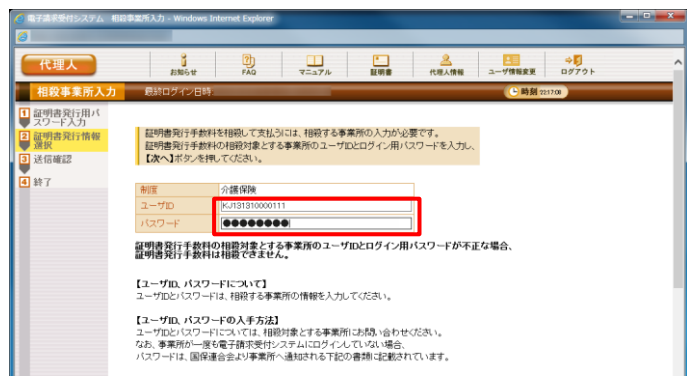 電子請求受付システム 相殺事業所入力 - Windows Internet Explorer
代理人
お知らせ
FAQ
マニュアル
証明書
代理人情報
ユーザ情報変更
ログアウト
相殺事業所入力
最終ログイン日時
時刻 22:17:08
1 証明書発行用パスワード入力
2 証明書発行情報選択
3 送信確認
4 終了
証明書発行手数料を相殺して支払うには、相殺する事業所の入力が必要です。
証明書発行手数料の相殺対象とする事業所のユーザIDとログイン用パスワードを入力し、
【次へ】ボタンを押してください。
制度 介護保険
ユーザID KJ131310000111
パスワード ●●●●●●●●
証明書発行手数料の相殺対象とする事業所のユーザIDとログイン用パスワードが不正な場合、
証明書発行手数料は相殺できません。
【ユーザID、パスワードについて】
ユーザIDとパスワードは、相殺する事業所の情報を入力してください。
【ユーザID、パスワードの入手方法】
ユーザIDとパスワードについては、相殺対象とする事業所にお問い合わせください。
なお、事業所が一度も電子請求受付システムにログインしていない場合、
パスワードは、国保連合会より事業所へ通知される下記の書類に記載されています。